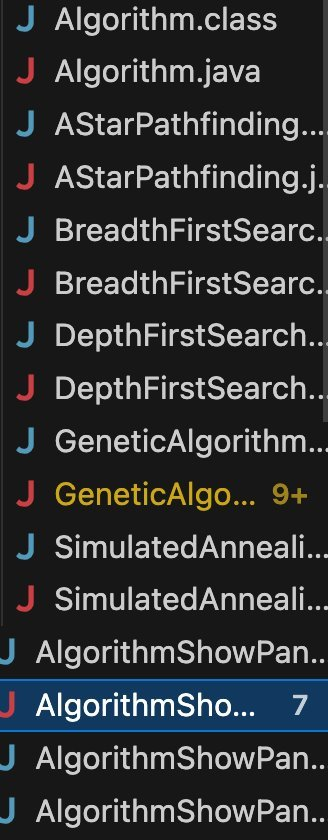 Algorithm.class
Algorithm.java
AStarPathfinding....
AStarPathfinding.j...
BreadthFirstSearc...
BreadthFirstSearc...
DepthFirstSearch...
DepthFirstSearch...
GeneticAlgorithm...
GeneticAlgo... 9+
SimulatedAnneali...
SimulatedAnneali...
AlgorithmShowPan...
AlgorithmSho... 7
AlgorithmShowPan...
AlgorithmShowPan...